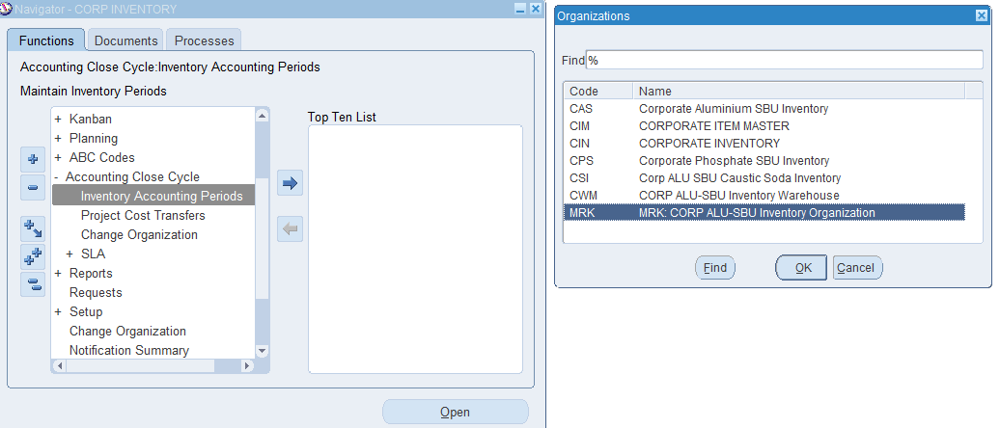 Navigator - CORP INVENTORY
Functions
Documents
Processes
Accounting Close Cycle:Inventory Accounting Periods
Maintain Inventory Periods
+ Kanban
+ Planning
+ ABC Codes
- Accounting Close Cycle
Inventory Accounting Periods
Project Cost Transfers
Change Organization
+ SLA
+ Reports
Requests
+ Setup
Change Organization
Notification Summary
Top Ten List
Open
Organizations
Find %
Code Name
CAS Corporate Aluminium SBU Inventory
CIM CORPORATE ITEM MASTER
CIN CORPORATE INVENTORY
CPS Corporate Phosphate SBU Inventory
CSI Corp ALU SBU Caustic Soda Inventory
CWM CORP ALU-SBU Inventory Warehouse
MRK MRK: CORP ALU-SBU Inventory Organization
Find
OK
Cancel